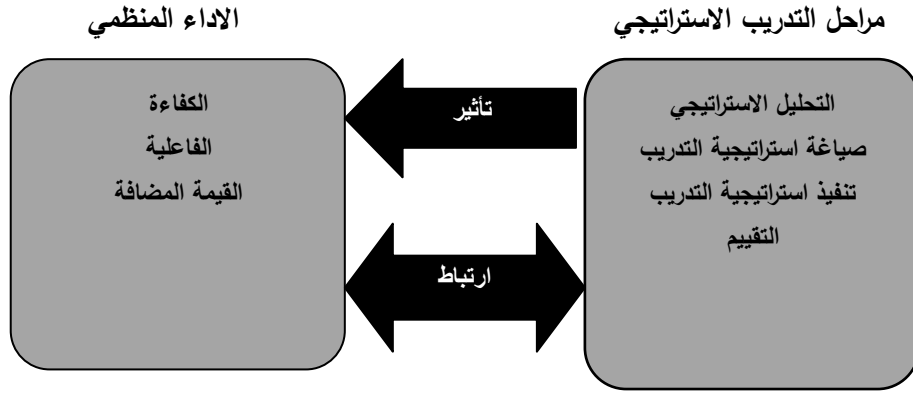 مراحل التدريب الاستراتيجي
الاداء المنظمي
التحليل الاستراتيجي
صياغة استراتيجية التدريب
تنفيذ استراتيجية التدريب
التقييم
تأثير
ارتباط
الكفاءة
الفاعلية
القيمة المضافة